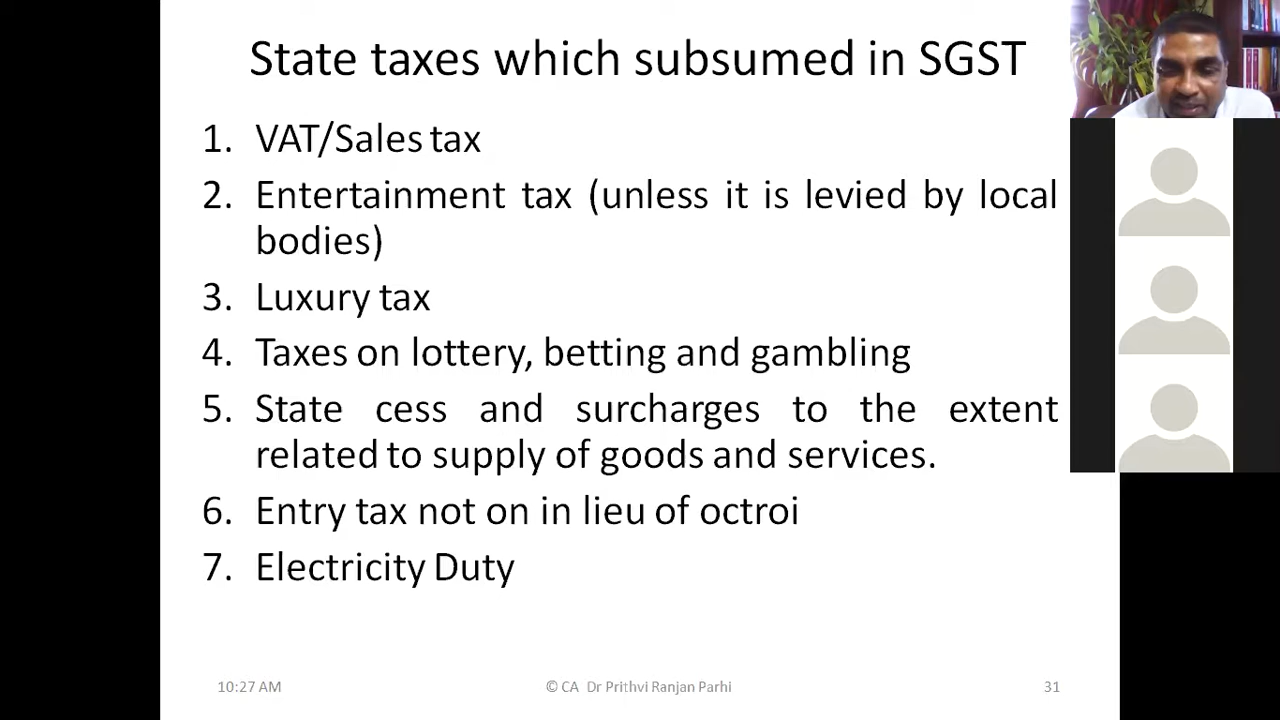 State taxes which subsumed in SGST
1. VAT/Sales tax
2. Entertainment tax (unless it is levied by local
bodies)
3. Luxury tax
4. Taxes on lottery, betting and gambling
5. State cess and surcharges to the extent
related to supply of goods and services.
6. Entry tax not on in lieu of octroi
7. Electricity Duty
10:27 AM
© CA Dr Prithvi Ranjan Parhi
31